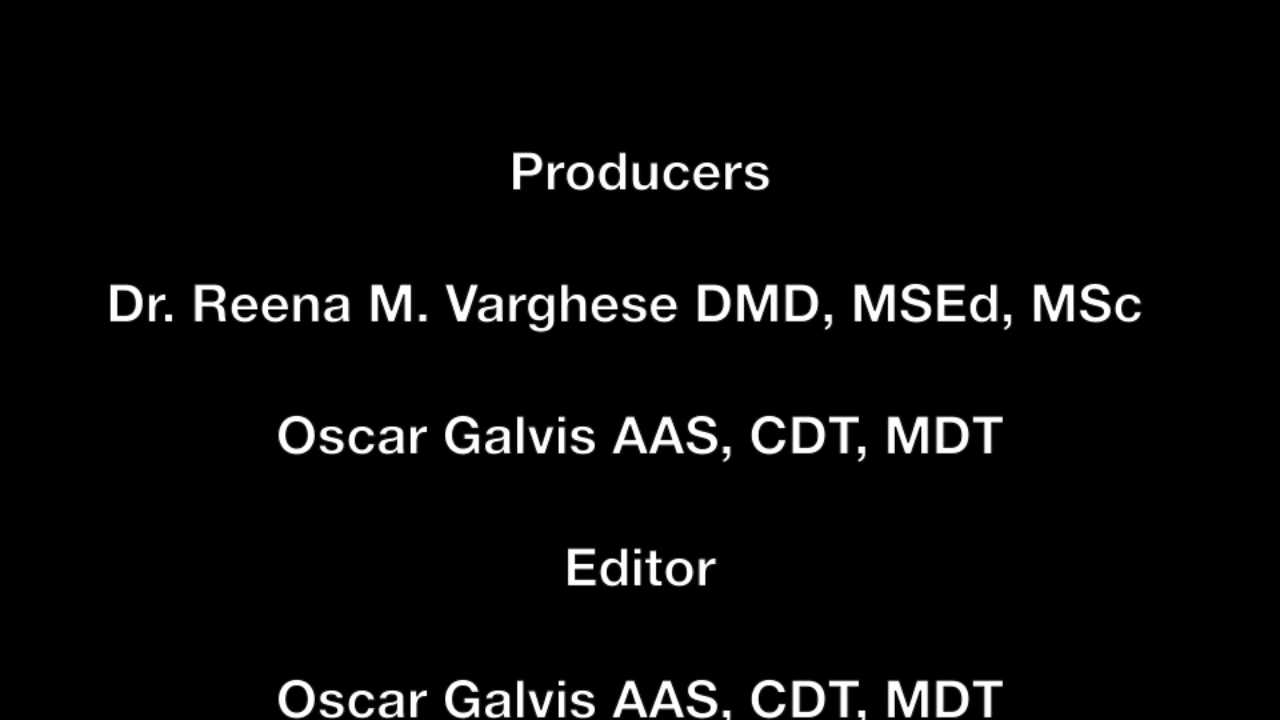 Producers
Dr. Reena M. Varghese DMD, MSEd, MSc
Oscar Galvis AAS, CDT, MDT
Editor
Oscar Galvis AAS, CDT, MDT